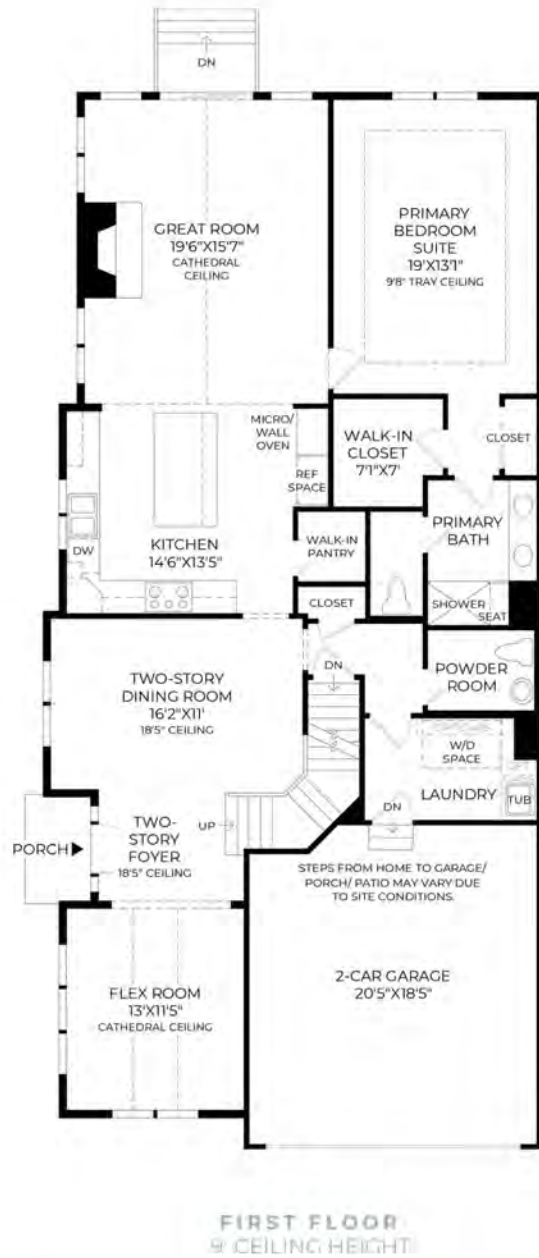 DN
GREAT ROOM
19'6"X15'7"
CATHEDRAL
CEILING
PRIMARY
BEDROOM
SUITE
19'X13'1"
9'8" TRAY CEILING
MICRO/
WALL
OVEN
REF
SPACE
WALK-IN
CLOSET
7'1"X7'
CLOSET
KITCHEN
14'6"X13'5"
DW
WALK-IN
PANTRY
PRIMARY
BATH
SHOWER
SEAT
CLOSET
DN
TWO-STORY
DINING ROOM
16'2"X11'
18'5" CEILING
POWDER
ROOM
W/D
SPACE
LAUNDRY
TUB
DN
UP
PORCH
TWO-
STORY
FOYER
18'5" CEILING
STEPS FROM HOME TO GARAGE/
PORCH/ PATIO MAY VARY DUE
TO SITE CONDITIONS.
FLEX ROOM
13'X11'5"
CATHEDRAL CEILING
2-CAR GARAGE
20'5"X18'5"
FIRST FLOOR
9' CEILING HEIGHT